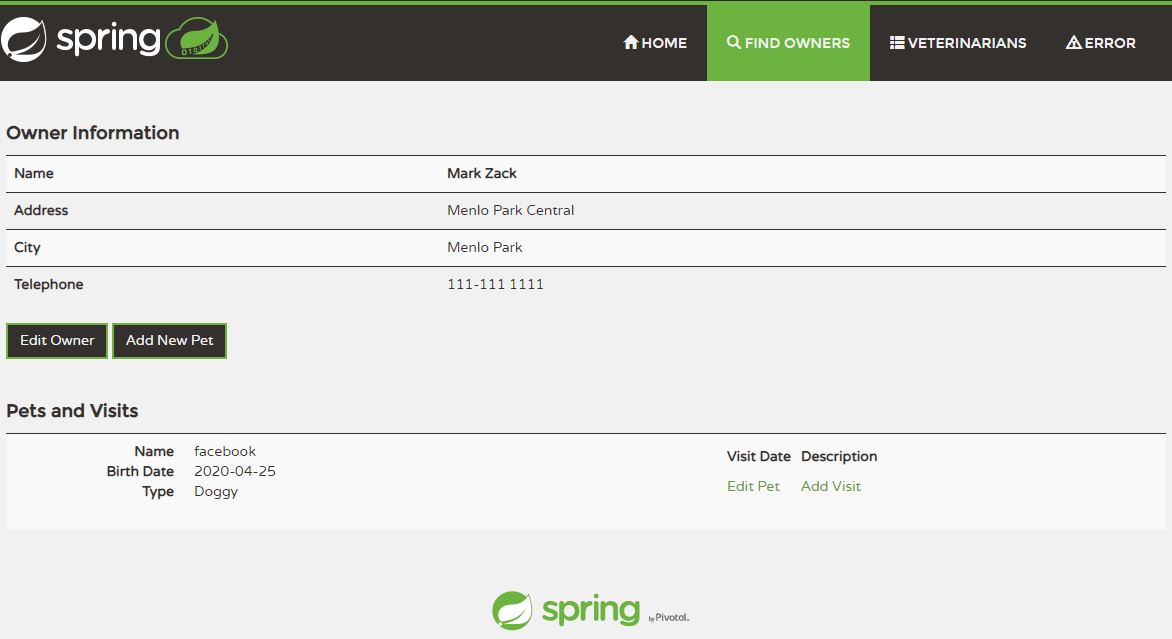 spring
HOME FIND OWNERS VETERINARIANS ERROR
Owner Information
Name Mark Zack
Address Menlo Park Central
City Menlo Park
Telephone 111-111 1111
Edit Owner Add New Pet
Pets and Visits
Name facebook
Birth Date 2020-04-25
Type Doggy
Visit Date Description
Edit Pet Add Visit
spring by Pivotal.